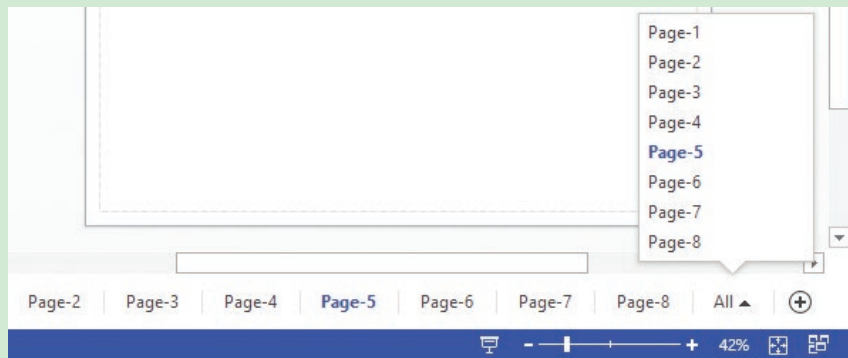 Page-1
Page-2
Page-3
Page-4
Page-5
Page-6
Page-7
Page-8
Page-2 Page-3 Page-4 Page-5 Page-6 Page-7 Page-8 All
42%